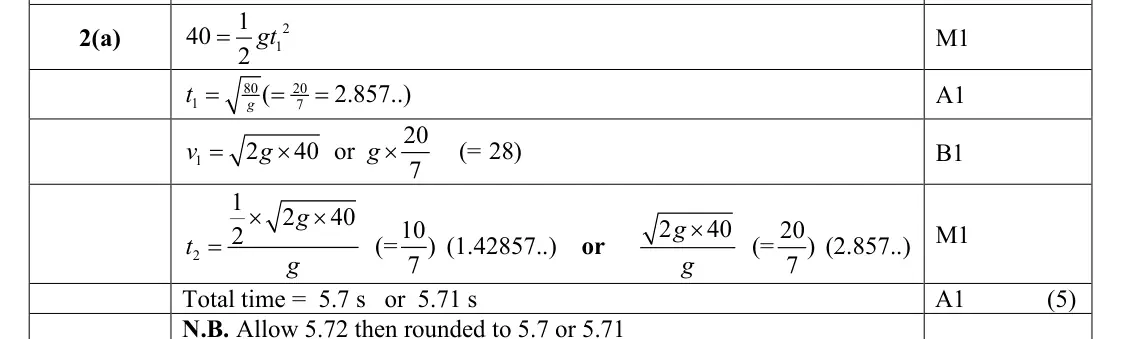 2(a) 40 = 1/2 gt₁² M1
t₁ = √(80/g) (= 20/7 = 2.857..) A1
v₁ = √(2g × 40) or g × 20/7 (= 28) B1
t₂ = (1/2 × √(2g × 40))/g (= 10/7) (1.42857..) or √(2g × 40)/g (= 20/7) (2.857..) M1
Total time = 5.7 s or 5.71 s A1 (5)
N.B. Allow 5.72 then rounded to 5.7 or 5.71